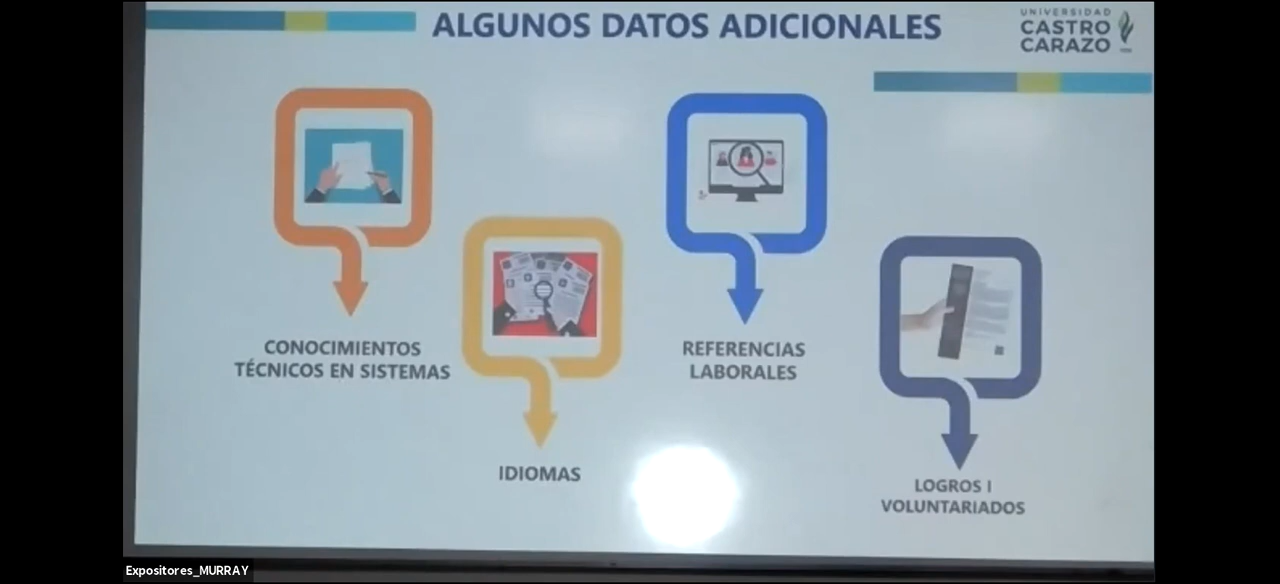 ALGUNOS DATOS ADICIONALES
UNIVERSIDAD
CASTRO
CARAZO
CONOCIMIENTOS
TÉCNICOS EN SISTEMAS
IDIOMAS
REFERENCIAS
LABORALES
LOGROS I
VOLUNTARIADOS
Expositores_MURRAY